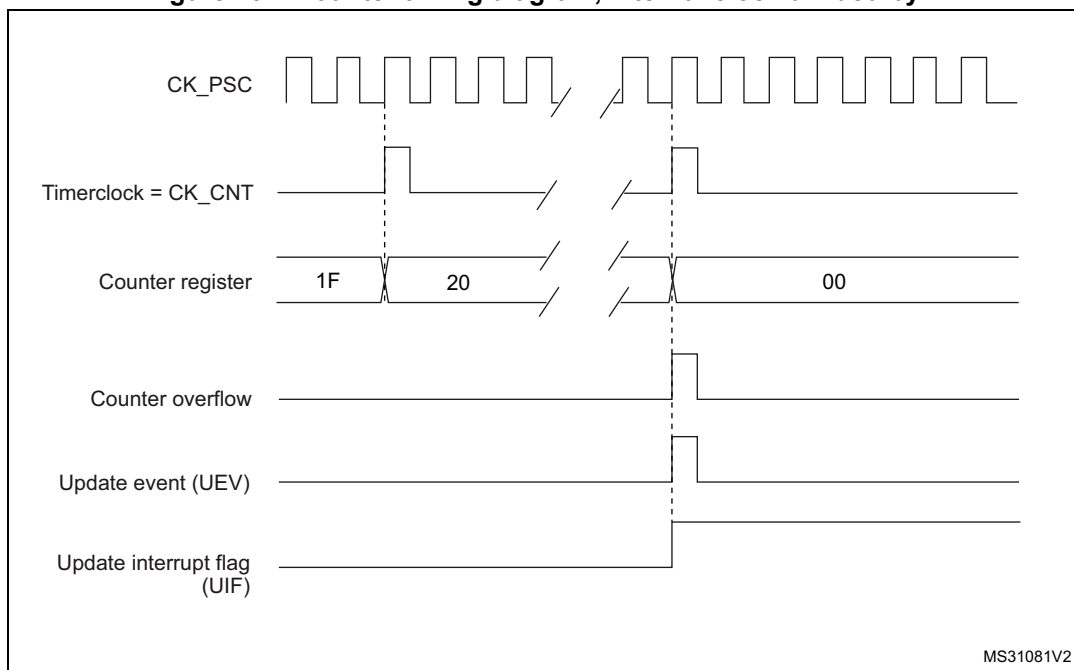 CK_PSC
Timerclock = CK_CNT
Counter register
1F
20
00
Counter overflow
Update event (UEV)
Update interrupt flag
(UIF)
MS31081V2